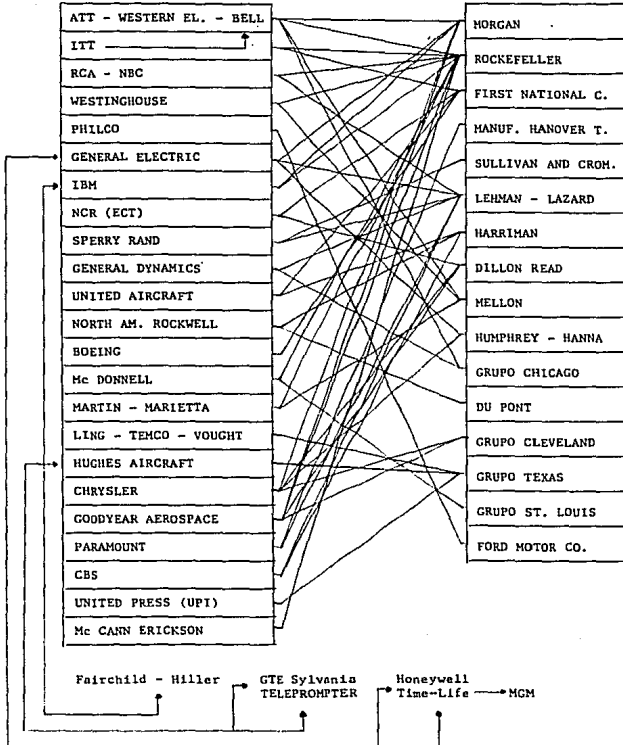 ATT - WESTERN EL. - BELL
ITT
RCA - NBC
WESTINGHOUSE
PHILCO
GENERAL ELECTRIC
IBM
NCR (ECT)
SPERRY RAND
GENERAL DYNAMICS
UNITED AIRCRAFT
NORTH AM. ROCKWELL
BOEING
Mc DONNELL
MARTIN - MARIETTA
LING - TEMCO - VOUGHT
HUGHES AIRCRAFT
CHRYSLER
GOODYEAR AEROSPACE
PARAMOUNT
CBS
UNITED PRESS (UPI)
Mc CANN ERICKSON
MORGAN
ROCKEFELLER
FIRST NATIONAL C.
MANUF. HANOVER T.
SULLIVAN AND CROM.
LEHMAN - LAZARD
HARRIMAN
DILLON READ
MELLON
HUMPHREY - HANNA
GRUPO CHICAGO
DU PONT
GRUPO CLEVELAND
GRUPO TEXAS
GRUPO ST. LOUIS
FORD MOTOR CO.
Fairchild - Hiller
GTE Sylvania
TELEPROMPTER
Honeywell
Time-Life
MGM